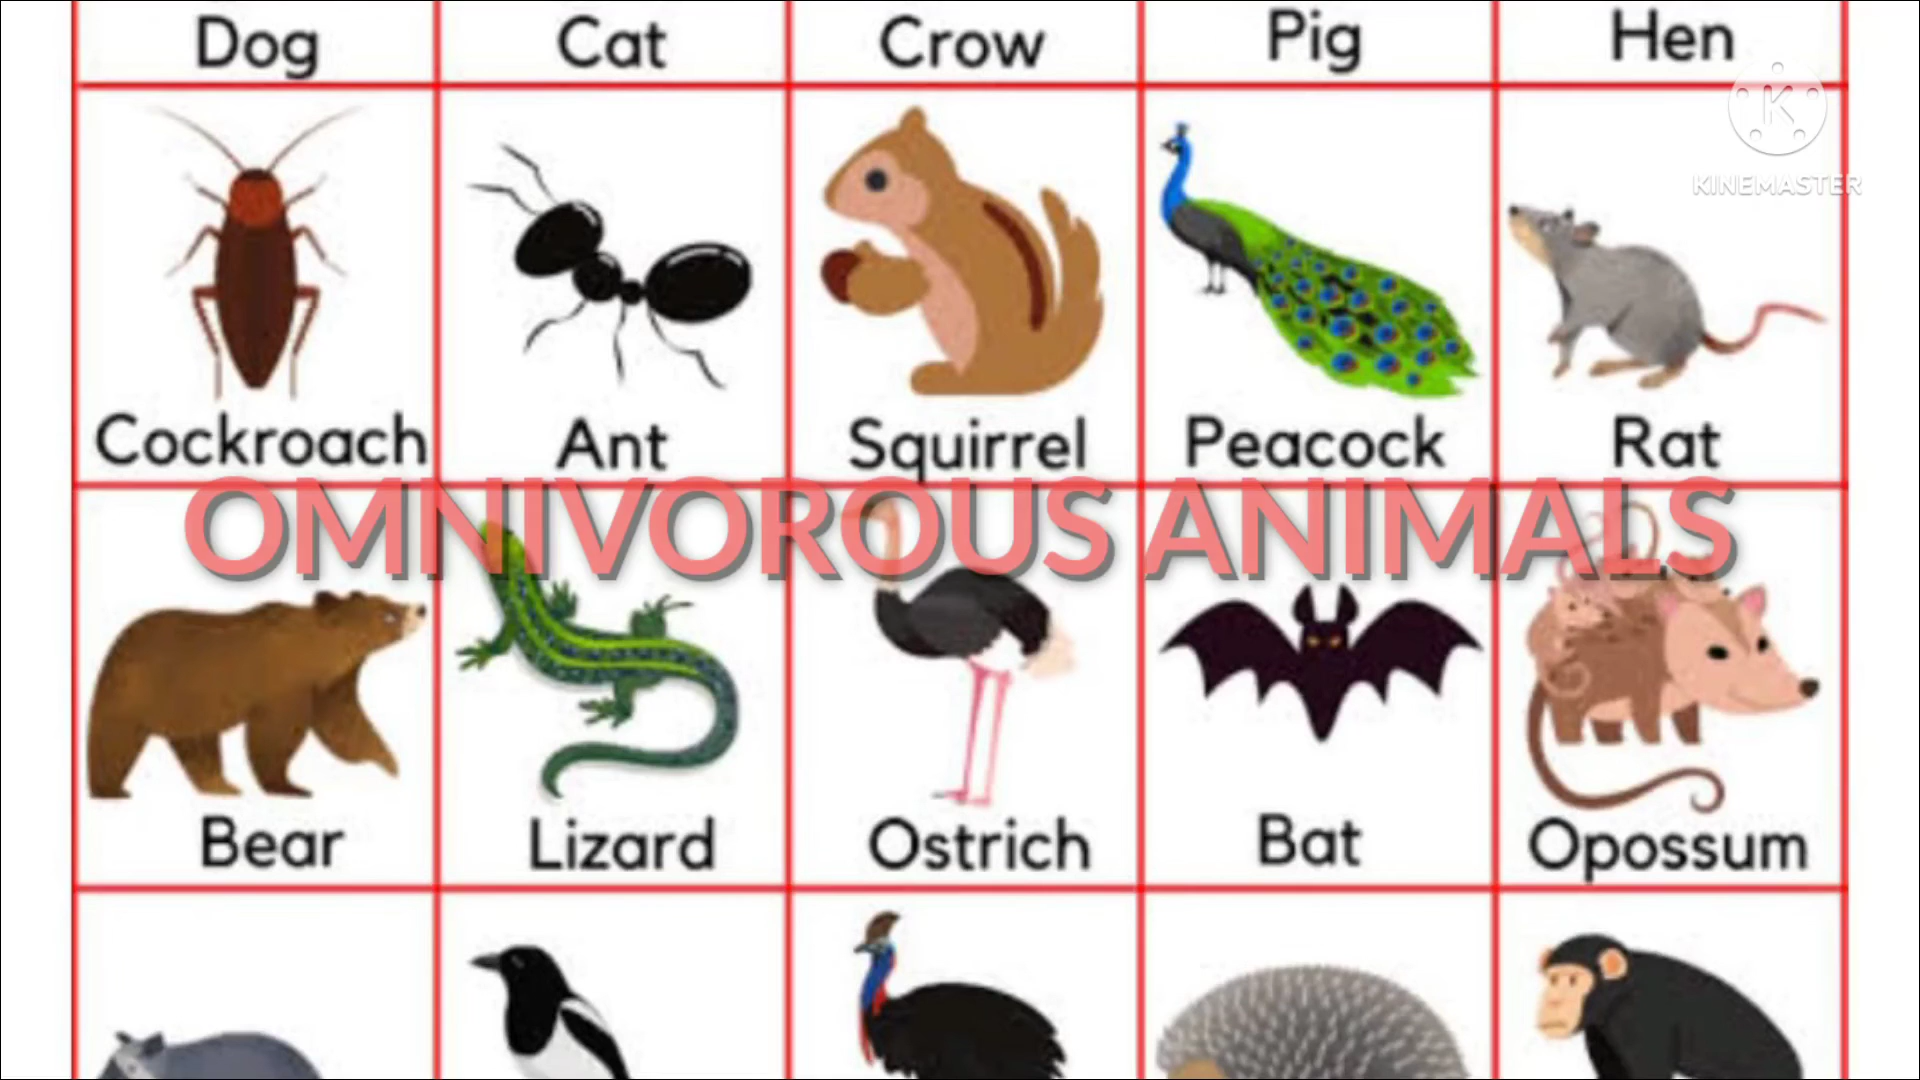 Dog Cat Crow Pig Hen
K
KINEMASTER
Cockroach Ant Squirrel Peacock Rat
OMNIVOROUS ANIMALS
Bear Lizard Ostrich Bat Opossum